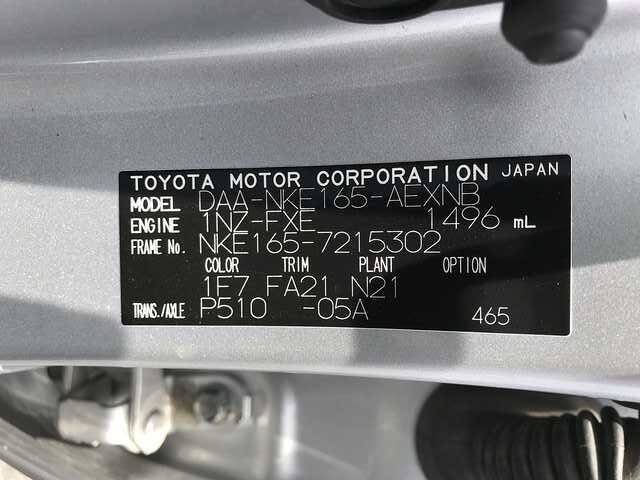 TOYOTA MOTOR CORPORATION JAPAN
MODEL DAA-NKE165-AEXNB
ENGINE 1NZ-FXE 1496 mL
FRAME No. NKE165-7215302
COLOR TRIM PLANT OPTION
1F7 FA21 N21
TRANS./AXLE P510 -05A 465